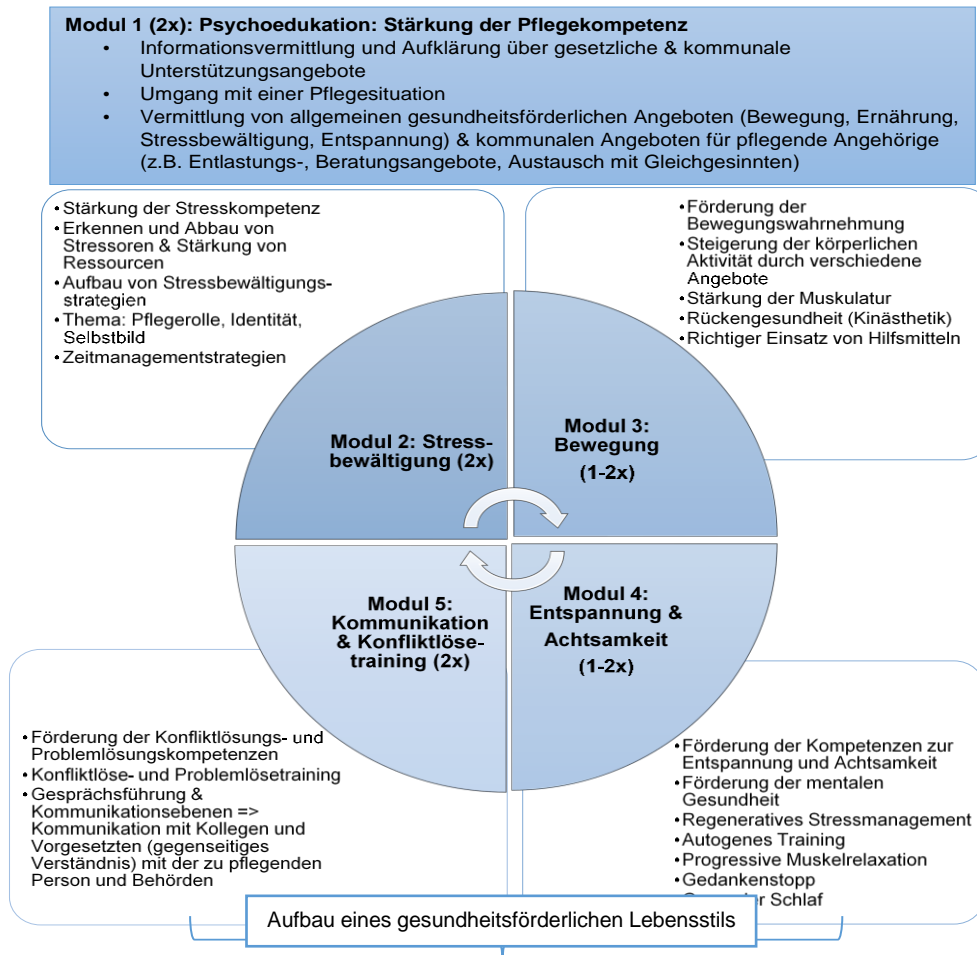 Modul 1 (2x): Psychoedukation: Stärkung der Pflegekompetenz
• Informationsvermittlung und Aufklärung über gesetzliche & kommunale
Unterstützungsangebote
• Umgang mit einer Pflegesituation
• Vermittlung von allgemeinen gesundheitsförderlichen Angeboten (Bewegung, Ernährung,
Stressbewältigung, Entspannung) & kommunalen Angeboten für pflegende Angehörige
(z.B. Entlastungs-, Beratungsangebote, Austausch mit Gleichgesinnten)
• Stärkung der Stresskompetenz
• Erkennen und Abbau von
Stressoren & Stärkung von
Ressourcen
• Aufbau von Stressbewältigungs-
strategien
• Thema: Pflegerolle, Identität,
Selbstbild
• Zeitmanagementstrategien
• Förderung der
Bewegungswahrnehmung
• Steigerung der körperlichen
Aktivität durch verschiedene
Angebote
• Stärkung der Muskulatur
• Rückengesundheit (Kinästhetik)
• Richtiger Einsatz von Hilfsmitteln
Modul 2: Stress-
bewältigung (2x)
Modul 3:
Bewegung
(1-2x)
Modul 5:
Kommunikation
& Konfliktlöse-
training (2x)
Modul 4:
Entspannung &
Achtsamkeit
(1-2x)
• Förderung der Konfliktlösungs- und
Problemlösungskompetenzen
• Konfliktlöse- und Problemlösetraining
• Gesprächsführung &
Kommunikationsebenen =>
Kommunikation mit Kollegen und
Vorgesetzten (gegenseitiges
Verständnis) mit der zu pflegenden
Person und Behörden
• Förderung der Kompetenzen zur
Entspannung und Achtsamkeit
• Förderung der mentalen
Gesundheit
• Regeneratives Stressmanagement
• Autogenes Training
• Progressive Muskelrelaxation
• Gedankenstopp
• Schlaf
Aufbau eines gesundheitsförderlichen Lebensstils